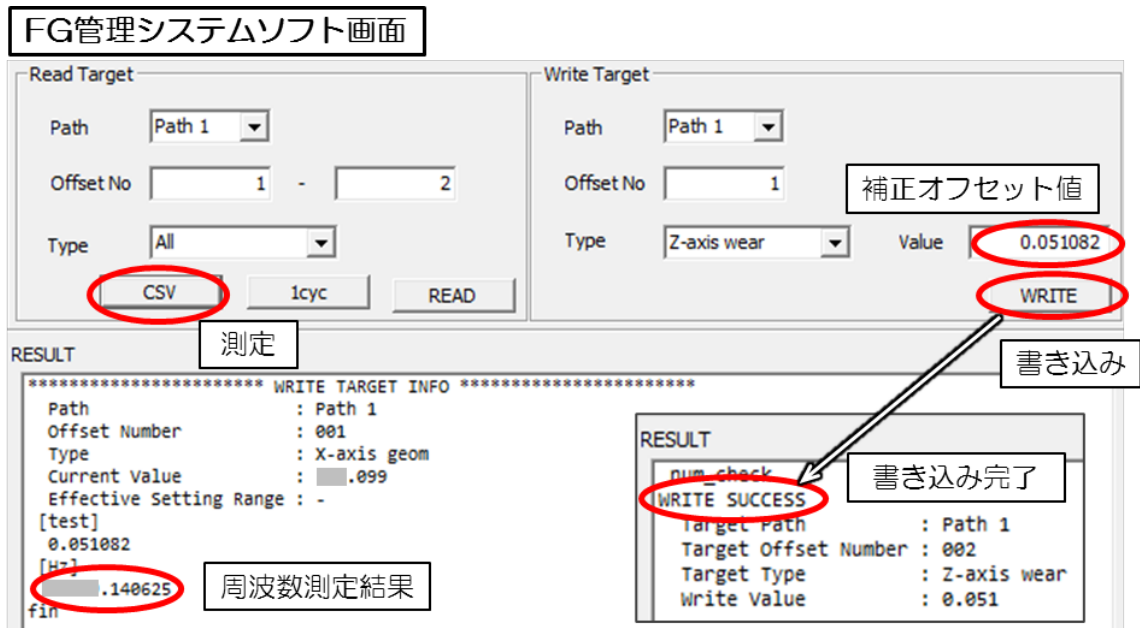 FG管理システムソフト画面
Read Target
Path Path 1
Offset No 1 - 2
Type All
CSV 1cyc READ
測定
Write Target
Path Path 1
Offset No 1
補正オフセット値
Type Z-axis wear Value 0.051082
WRITE
書き込み
RESULT
*********************** WRITE TARGET INFO ***********************
Path : Path 1
Offset Number : 001
Type : X-axis geom
Current Value : .099
Effective Setting Range : -
[test]
0.051082
[Hz]
.140625
周波数測定結果
fin
RESULT
num_check
書き込み完了
WRITE SUCCESS
Target Path : Path 1
Target Offset Number : 002
Target Type : Z-axis wear
Write Value : 0.051